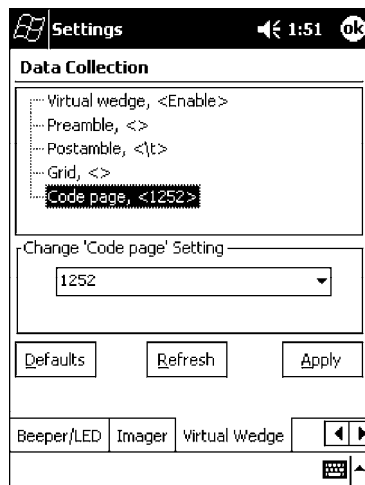 Settings 1:51 ok
Data Collection
Virtual wedge, <Enable>
Preamble, <>
Postamble, <\t>
Grid, <>
Code page, <1252>
Change 'Code page' Setting
1252
Defaults Refresh Apply
Beeper/LED Imager Virtual Wedge